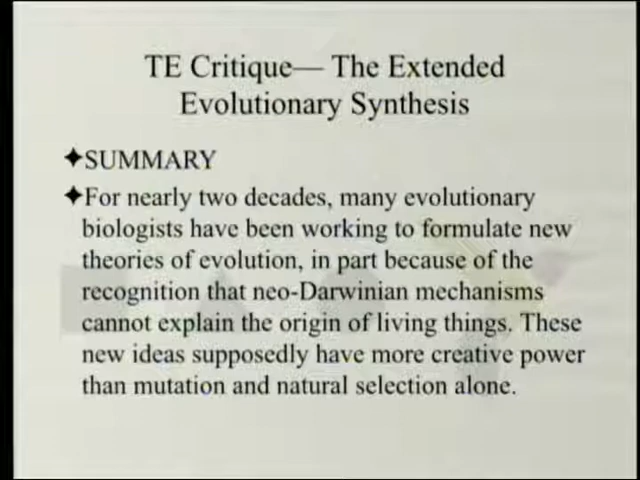 TE Critique— The Extended
Evolutionary Synthesis
✦SUMMARY
✦For nearly two decades, many evolutionary
biologists have been working to formulate new
theories of evolution, in part because of the
recognition that neo-Darwinian mechanisms
cannot explain the origin of living things. These
new ideas supposedly have more creative power
than mutation and natural selection alone.